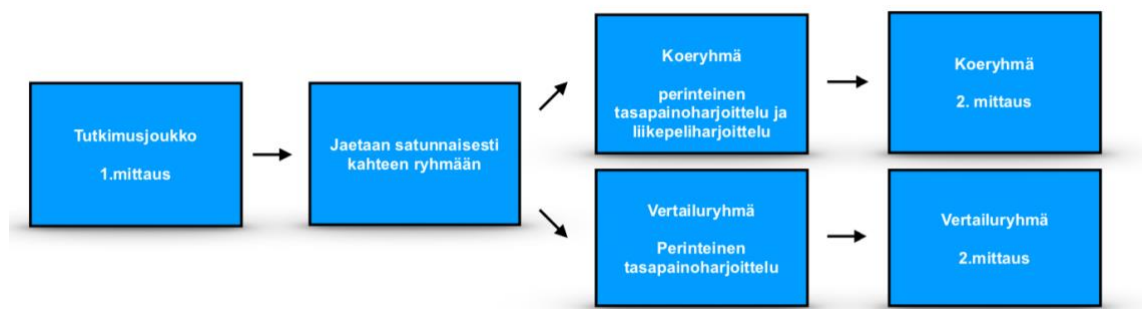 Tutkimusjoukko
1.mittaus
Jaetaan satunnaisesti
kahteen ryhmään
Koeryhmä
perinteinen
tasapainoharjoittelu ja
liikepeliharjoittelu
Koeryhmä
2. mittaus
Vertailuryhmä
Perinteinen
tasapainoharjoittelu
Vertailuryhmä
2.mittaus